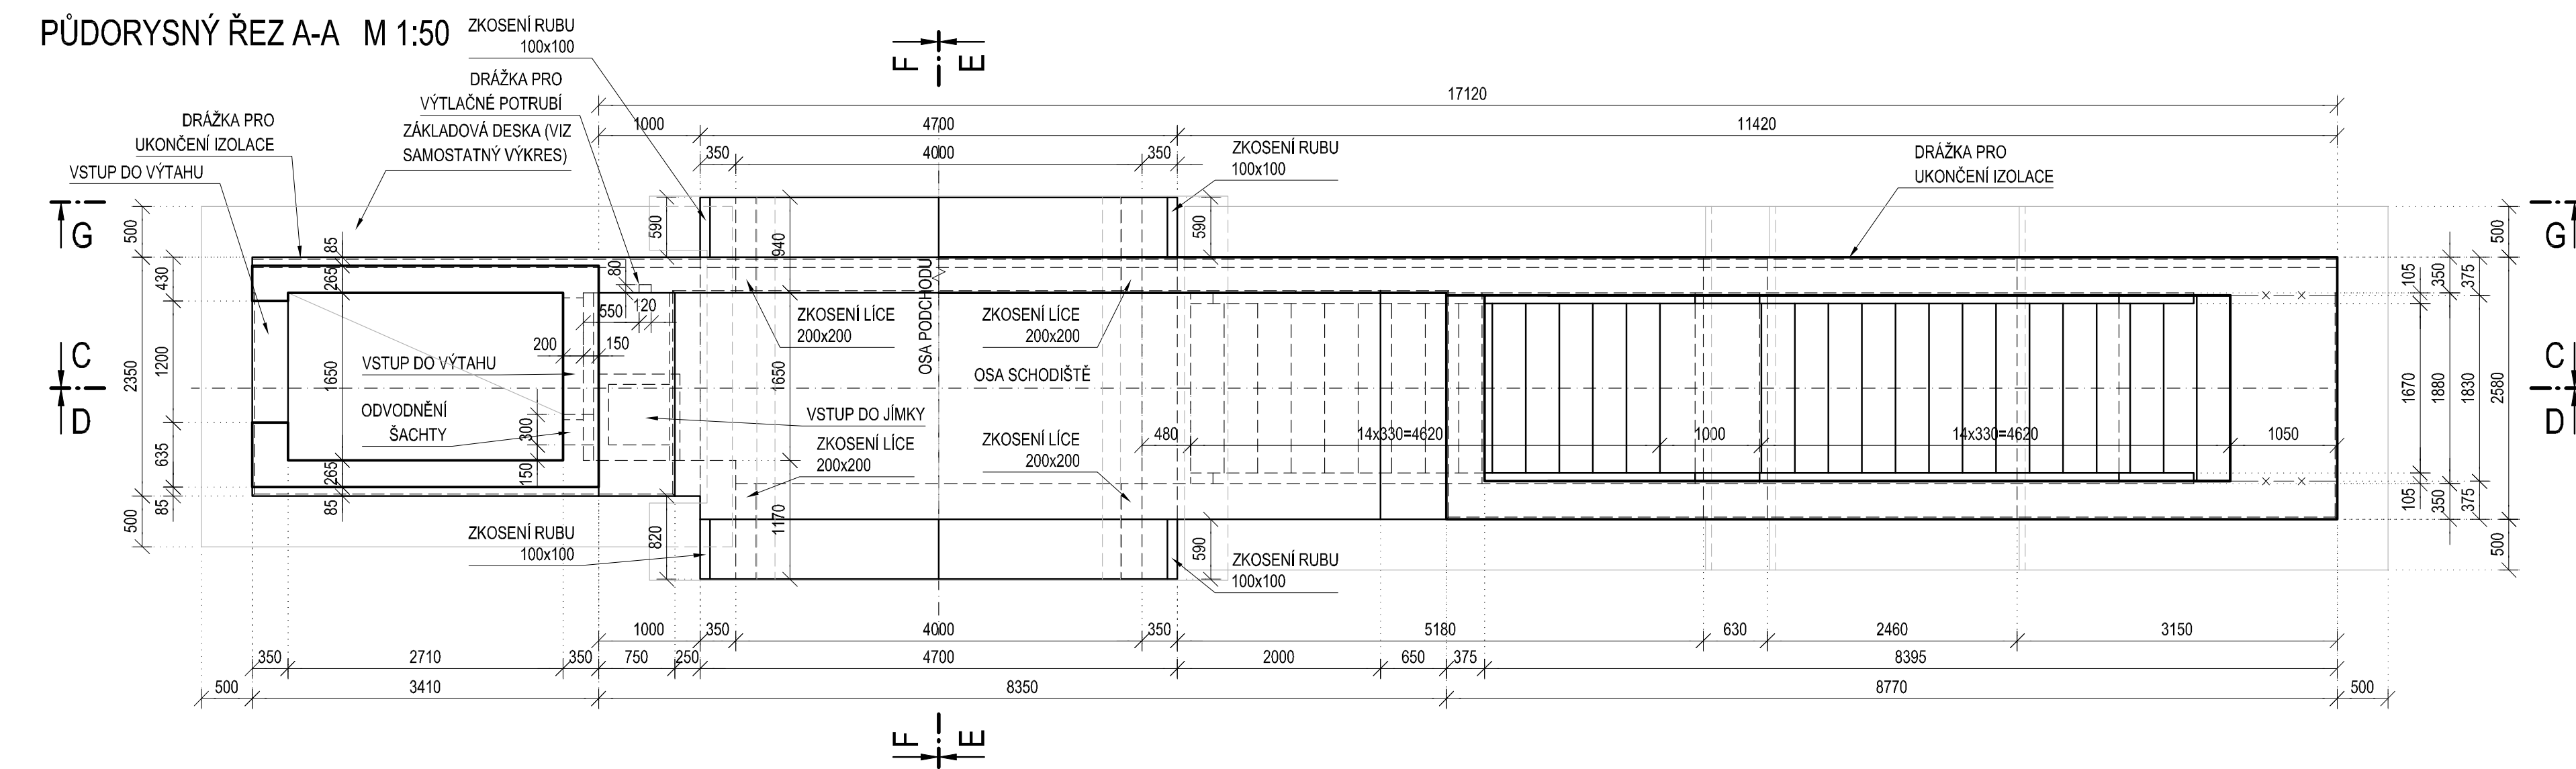 PŮDORYSNÝ ŘEZ A-A   M 1:50
ZKOSENÍ RUBU
100x100
DRÁŽKA PRO
VÝTLAČNÉ POTRUBÍ
ZÁKLADOVÁ DESKA (VIZ
SAMOSTATNÝ VÝKRES)
DRÁŽKA PRO
UKONČENÍ IZOLACE
VSTUP DO VÝTAHU
F E
17120
1000 4700 11420
350 4000 350
ZKOSENÍ RUBU
100x100
DRÁŽKA PRO
UKONČENÍ IZOLACE
G
G
500
2350
500
430
1200
635
85
85
265
1650
265
85
590
940
590
80
120
550
200 150
300
150
1650
1170
820
590
OSA PODCHODU
ZKOSENÍ LÍCE
200x200
ZKOSENÍ LÍCE
200x200
VSTUP DO VÝTAHU
OSA SCHODIŠTĚ
ODVODNĚNÍ
ŠACHTY
VSTUP DO JÍMKY
ZKOSENÍ LÍCE
200x200
ZKOSENÍ LÍCE
200x200
480 14x330=4620 1000 14x330=4620 1050
C
D
C
D
105
1670
105
350
1880
350
375
1830
375
500
2580
500
ZKOSENÍ RUBU
100x100
ZKOSENÍ RUBU
100x100
1000 350 4000 350 5180 630 2460 3150
350 2710 350 750 250 4700 2000 650 375 8395
500 3410 8350 8770 500
F E